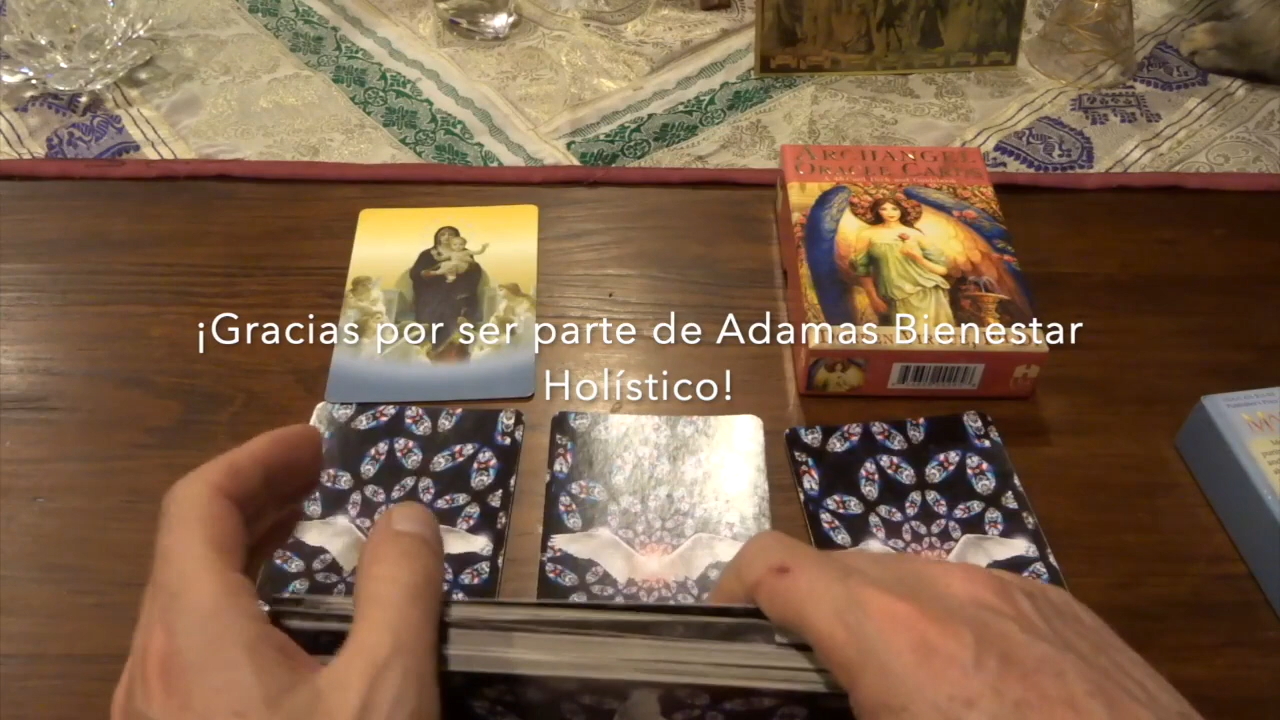 ARCHANGEL
ORACLE CARDS
¡Gracias por ser parte de Adamas Bienestar
Holístico!